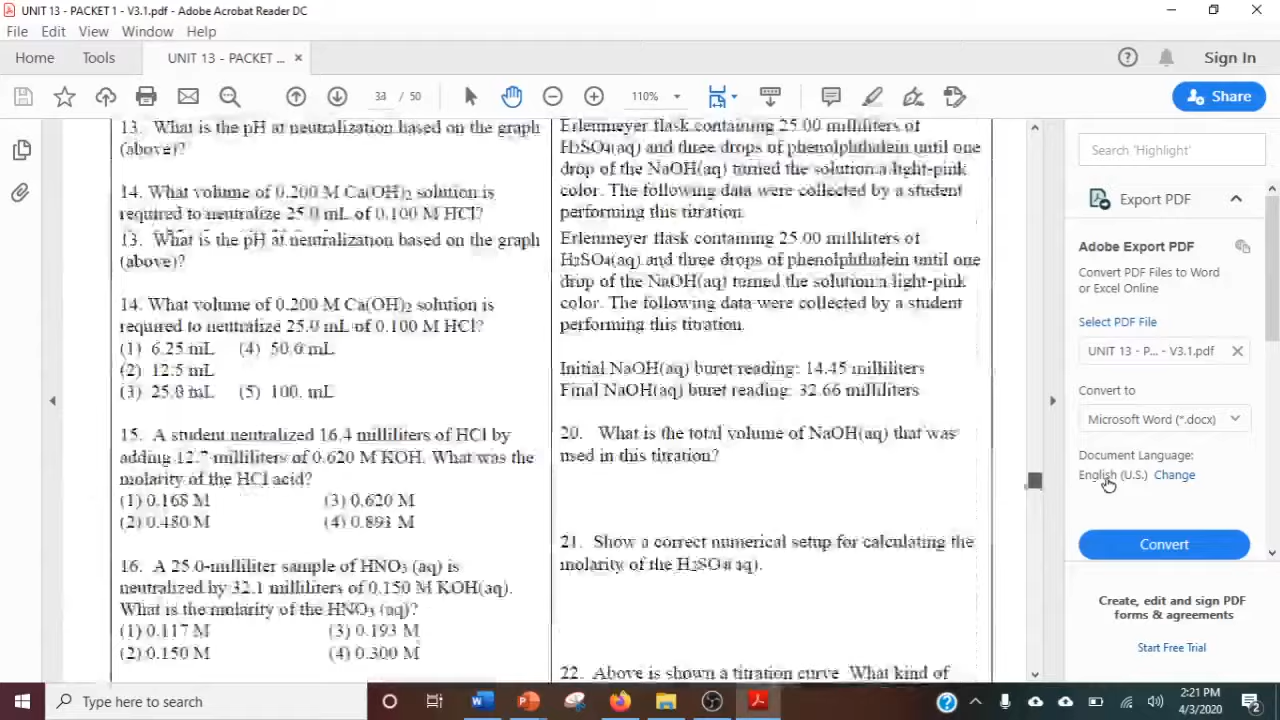 UNIT 13 - PACKET 1 - V3.1.pdf - Adobe Acrobat Reader DC
File Edit View Window Help
Home Tools UNIT 13 - PACKET ... ×
33 / 50 110% Share
? Sign In
13. What is the pH at neutralization based on the graph
(above)?
14. What volume of 0.200 M Ca(OH)₂ solution is
required to neutralize 25.0 mL of 0.100 M HCl?
13. What is the pH at neutralization based on the graph
(above)?
14. What volume of 0.200 M Ca(OH)₂ solution is
required to neutralize 25.0 mL of 0.100 M HCl?
(1) 6.25 mL (4) 50.0 mL
(2) 12.5 mL
(3) 25.0 mL (5) 100. mL
15. A student neutralized 16.4 milliliters of HCl by
adding 12.7 milliliters of 0.620 M KOH. What was the
molarity of the HCl acid?
(1) 0.168 M (3) 0.620 M
(2) 0.480 M (4) 0.893 M
16. A 25.0-milliliter sample of HNO₃ (aq) is
neutralized by 32.1 milliliters of 0.150 M KOH(aq).
What is the molarity of the HNO₃ (aq)?
(1) 0.117 M (3) 0.193 M
(2) 0.150 M (4) 0.300 M
Erlenmeyer flask containing 25.00 milliliters of
H₂SO₄(aq) and three drops of phenolphthalein until one
drop of the NaOH(aq) turned the solution a light-pink
color. The following data were collected by a student
performing this titration.
Erlenmeyer flask containing 25.00 milliliters of
H₂SO₄(aq) and three drops of phenolphthalein until one
drop of the NaOH(aq) turned the solution a light-pink
color. The following data were collected by a student
performing this titration.
Initial NaOH(aq) buret reading: 14.45 milliliters
Final NaOH(aq) buret reading: 32.66 milliliters
20. What is the total volume of NaOH(aq) that was
used in this titration?
21. Show a correct numerical setup for calculating the
molarity of the H₂SO₄(aq).
22. Above is shown a titration curve. What kind of
Search 'Highlight'
Export PDF
Adobe Export PDF
Convert PDF Files to Word
or Excel Online
Select PDF File
UNIT 13 - P... - V3.1.pdf
Convert to
Microsoft Word (*.docx)
Document Language:
English (U.S.) Change
Convert
Create, edit and sign PDF
forms & agreements
Start Free Trial
Type here to search
2:21 PM
4/3/2020
2